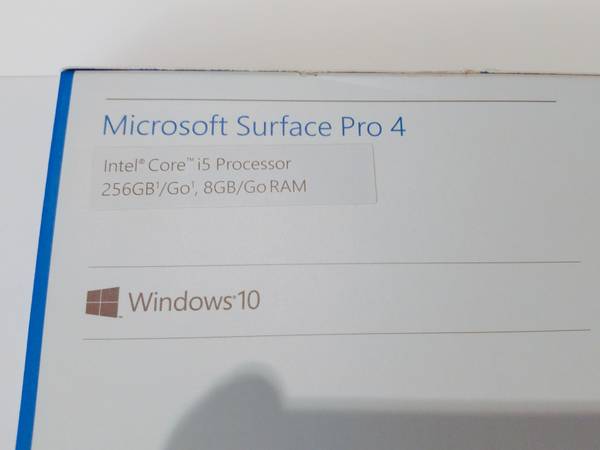 Microsoft Surface Pro 4
Intel® Core™ i5 Processor
256GB¹/Go¹, 8GB/Go RAM
Windows®10